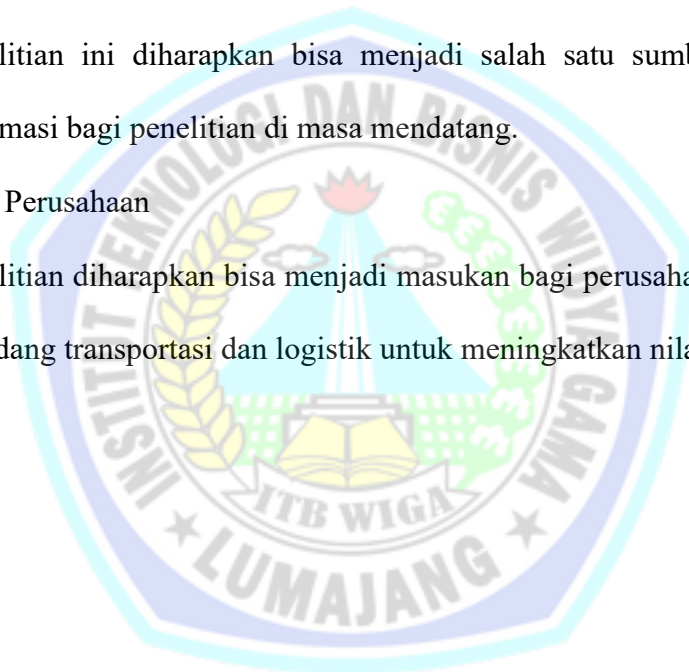 litian ini diharapkan bisa menjadi salah satu sumb
masi bagi penelitian di masa mendatang.
Perusahaan
litian diharapkan bisa menjadi masukan bagi perusaha
dang transportasi dan logistik untuk meningkatkan nila
INSTITUT TEKNOLOGI DAN BISNIS WIDYA GAMA
ITB WIGA
LUMAJANG